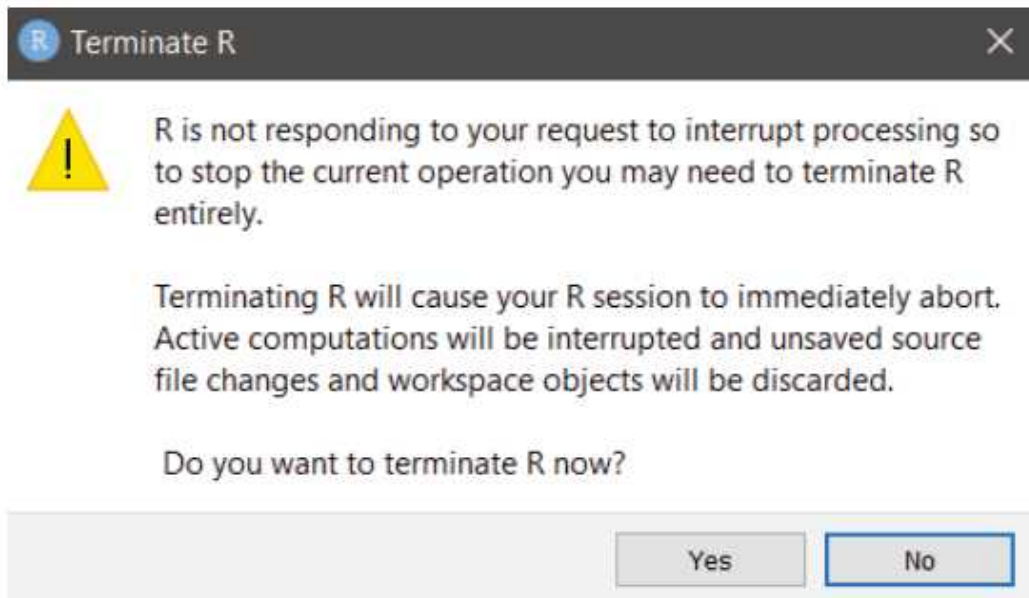 R Terminate R
R is not responding to your request to interrupt processing so
to stop the current operation you may need to terminate R
entirely.
Terminating R will cause your R session to immediately abort.
Active computations will be interrupted and unsaved source
file changes and workspace objects will be discarded.
Do you want to terminate R now?
Yes No